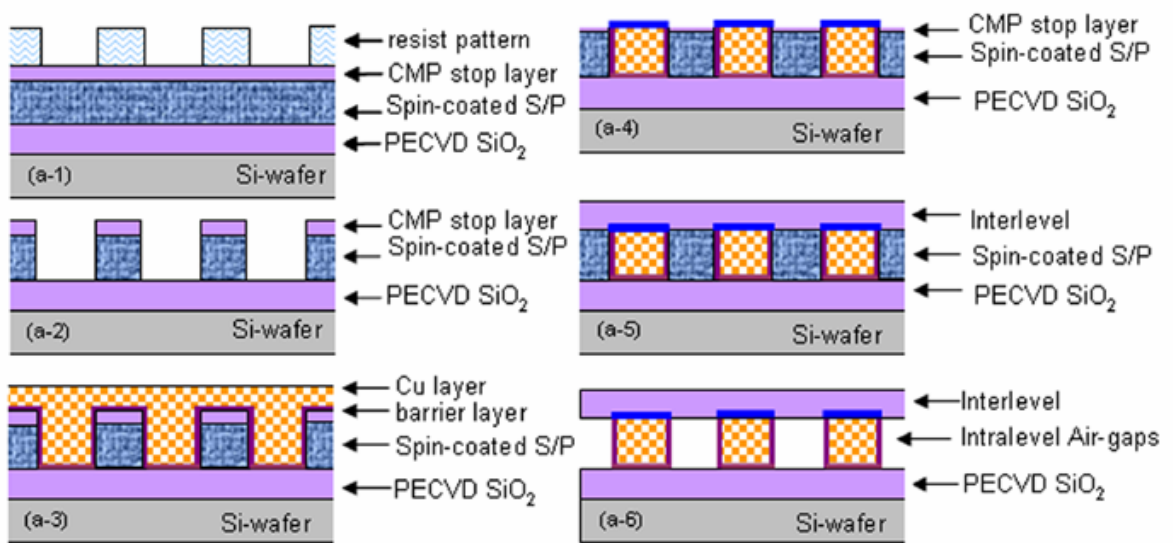 resist pattern
CMP stop layer
Spin-coated S/P
PECVD SiO₂
(a-1)
Si-wafer
CMP stop layer
Spin-coated S/P
PECVD SiO₂
(a-2)
Si-wafer
Cu layer
barrier layer
Spin-coated S/P
PECVD SiO₂
(a-3)
Si-wafer
CMP stop layer
Spin-coated S/P
PECVD SiO₂
(a-4)
Si-wafer
Interlevel
Spin-coated S/P
PECVD SiO₂
(a-5)
Si-wafer
Interlevel
Intralevel Air-gaps
PECVD SiO₂
(a-6)
Si-wafer